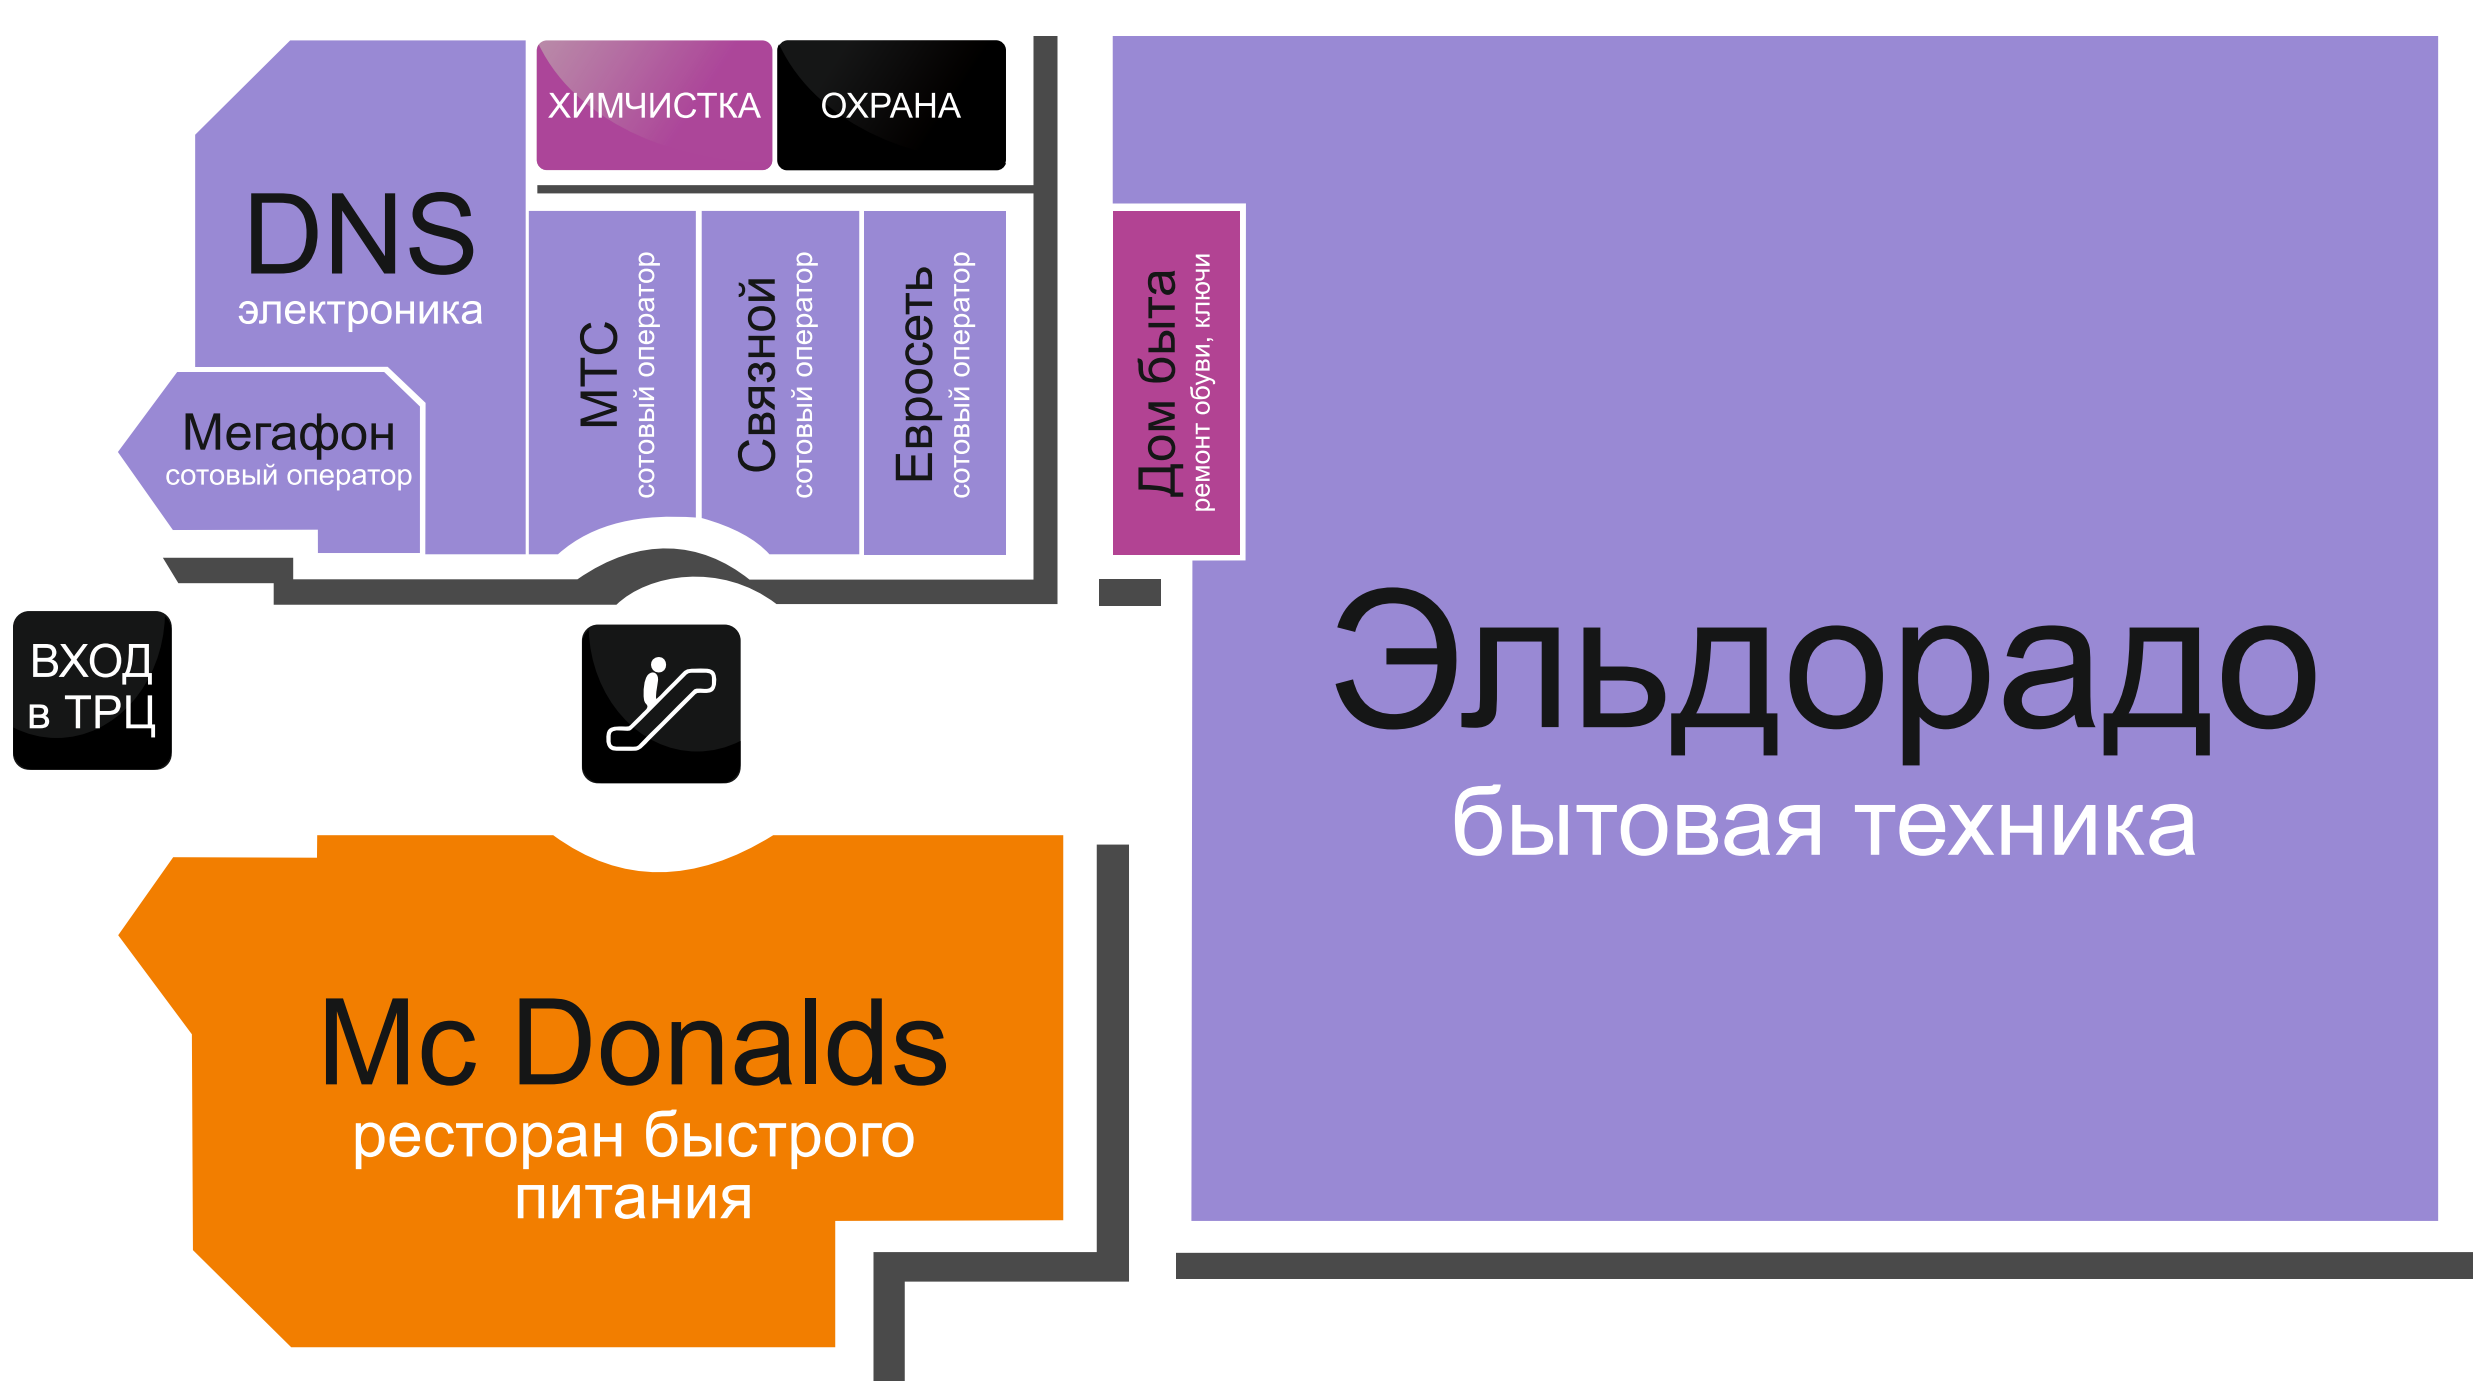 ХИМЧИСТКА
ОХРАНА
DNS
электроника
Мегафон
сотовый оператор
МТС
сотовый оператор
Связной
сотовый оператор
Евросеть
сотовый оператор
Дом быта
ремонт обуви, ключи
ВХОД
в ТРЦ
Эльдорадо
бытовая техника
Mc Donalds
ресторан быстрого
питания